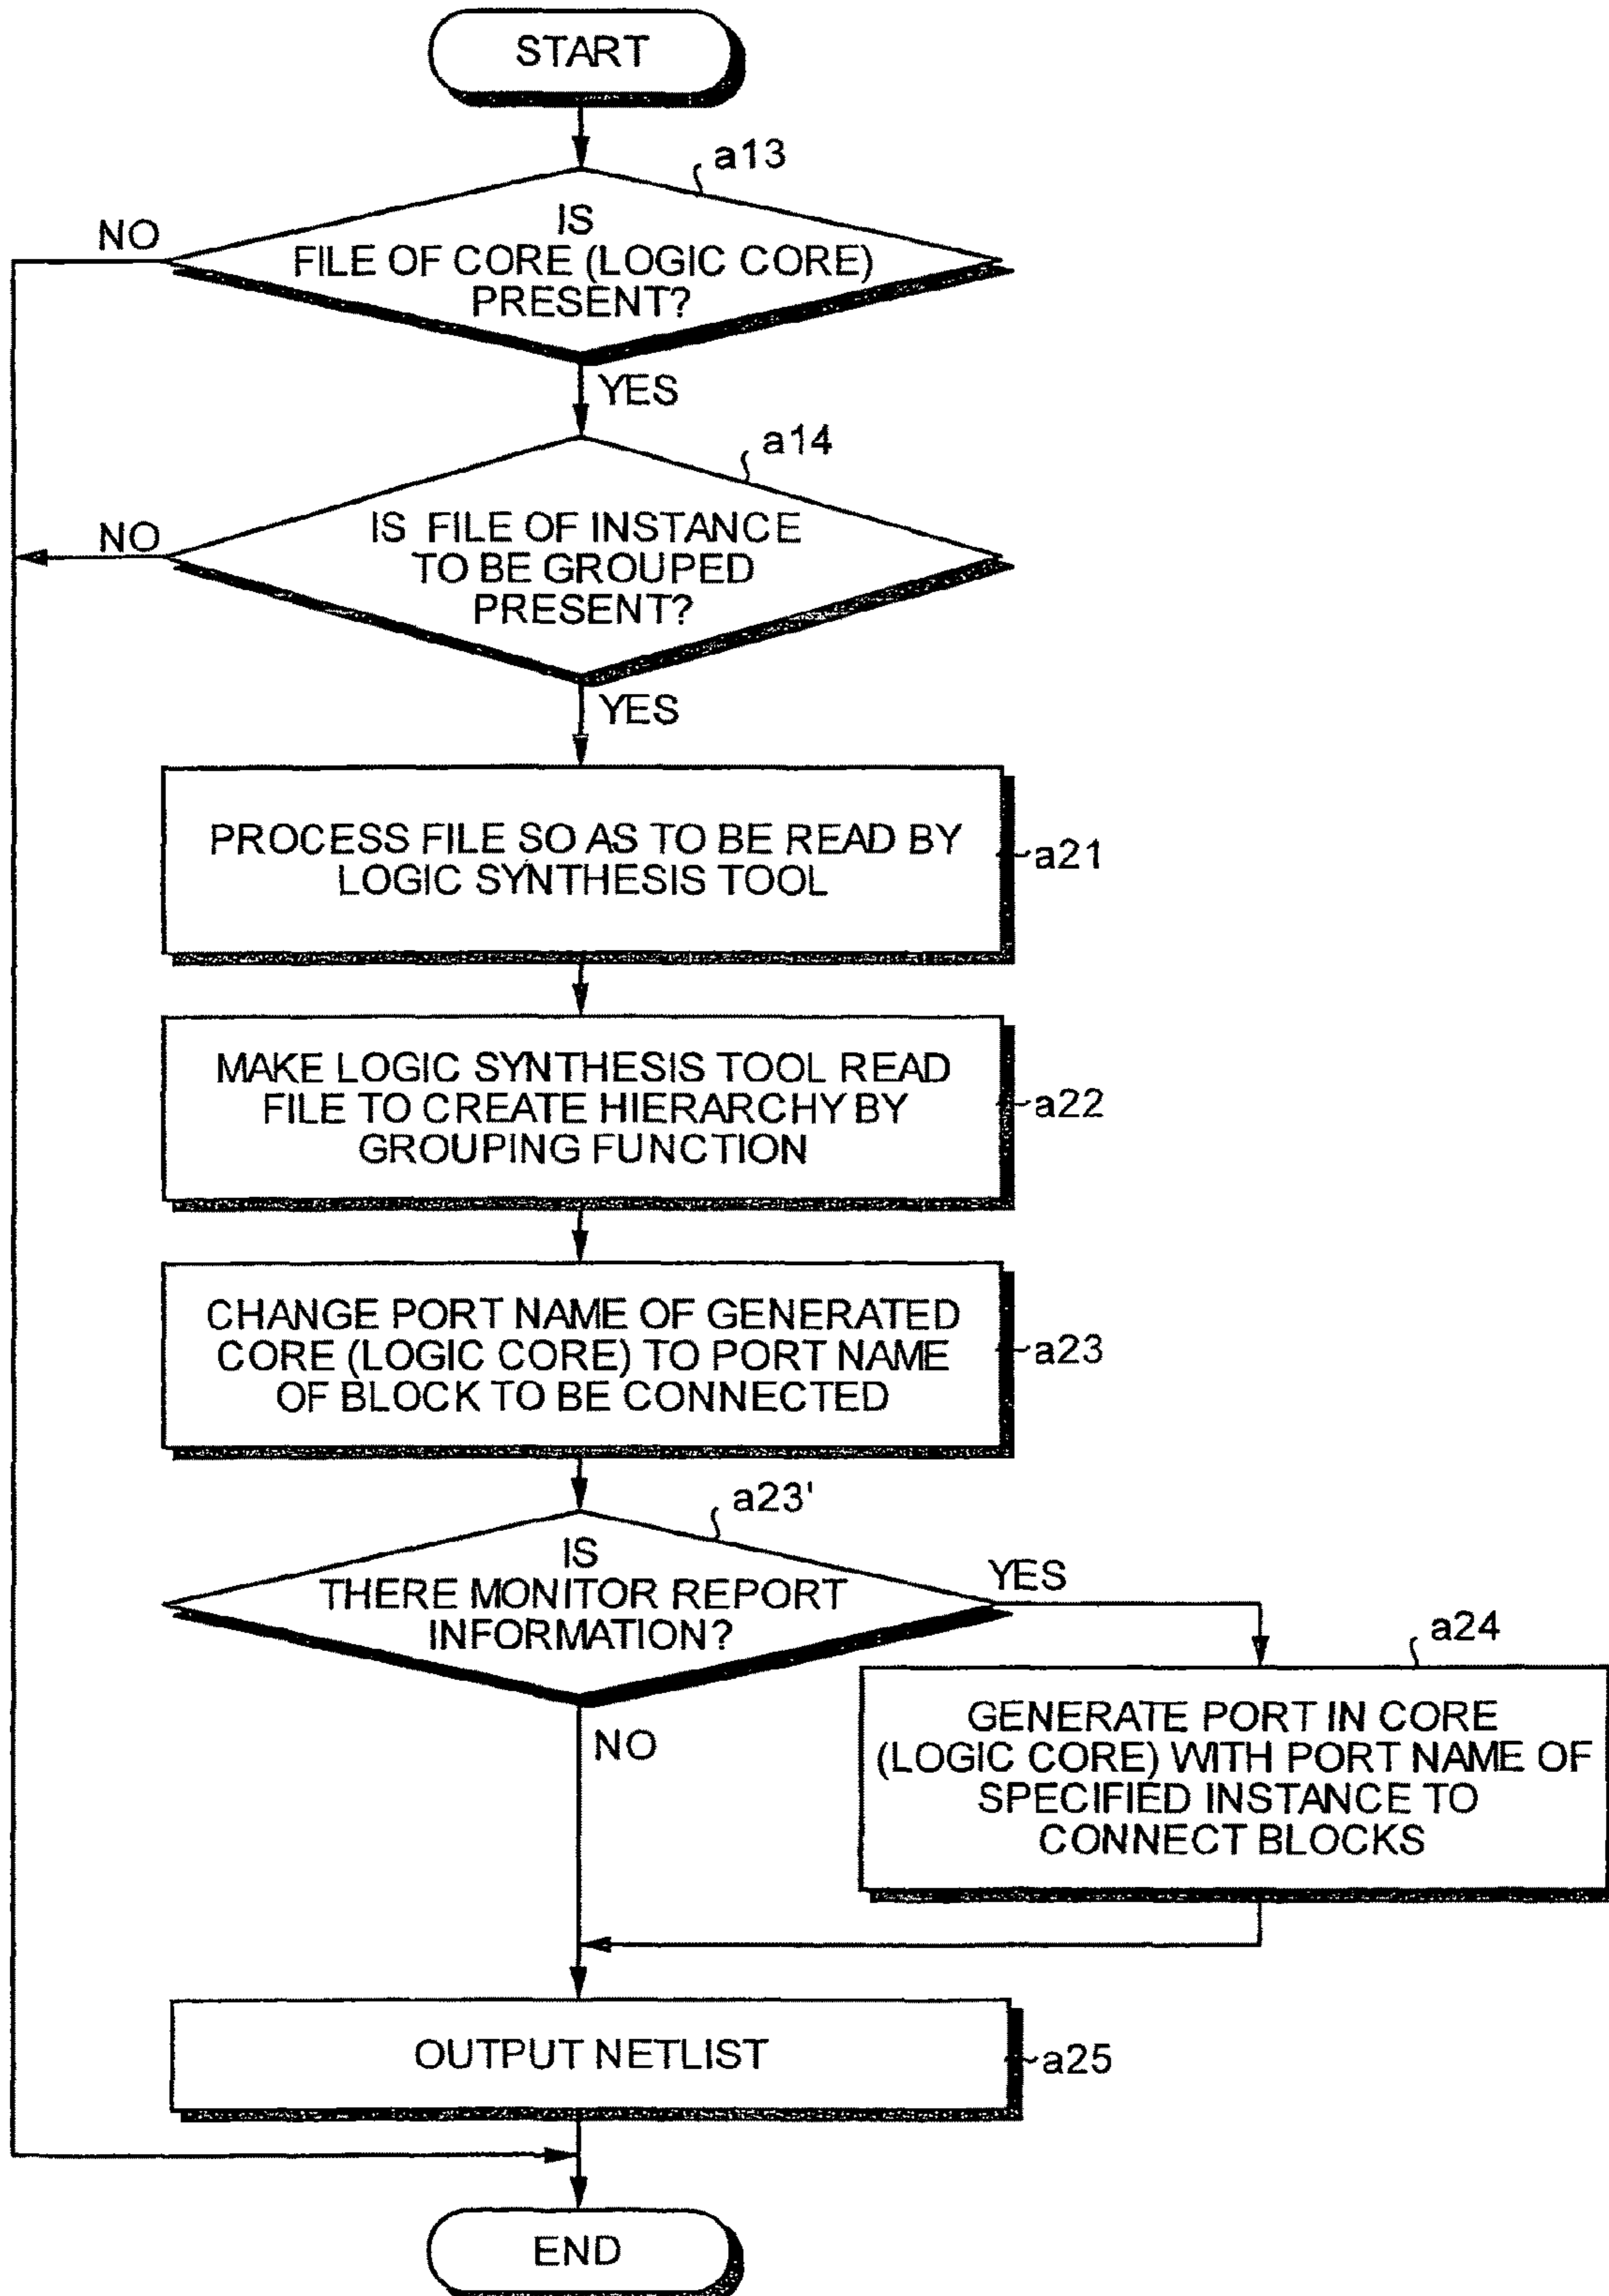 START
a13
IS
FILE OF CORE (LOGIC CORE)
PRESENT?
NO
YES
a14
IS FILE OF INSTANCE
TO BE GROUPED
PRESENT?
NO
YES
PROCESS FILE SO AS TO BE READ BY
LOGIC SYNTHESIS TOOL
a21
MAKE LOGIC SYNTHESIS TOOL READ
FILE TO CREATE HIERARCHY BY
GROUPING FUNCTION
a22
CHANGE PORT NAME OF GENERATED
CORE (LOGIC CORE) TO PORT NAME
OF BLOCK TO BE CONNECTED
a23
a23'
IS
THERE MONITOR REPORT
INFORMATION?
YES
NO
a24
GENERATE PORT IN CORE
(LOGIC CORE) WITH PORT NAME OF
SPECIFIED INSTANCE TO
CONNECT BLOCKS
OUTPUT NETLIST
a25
END